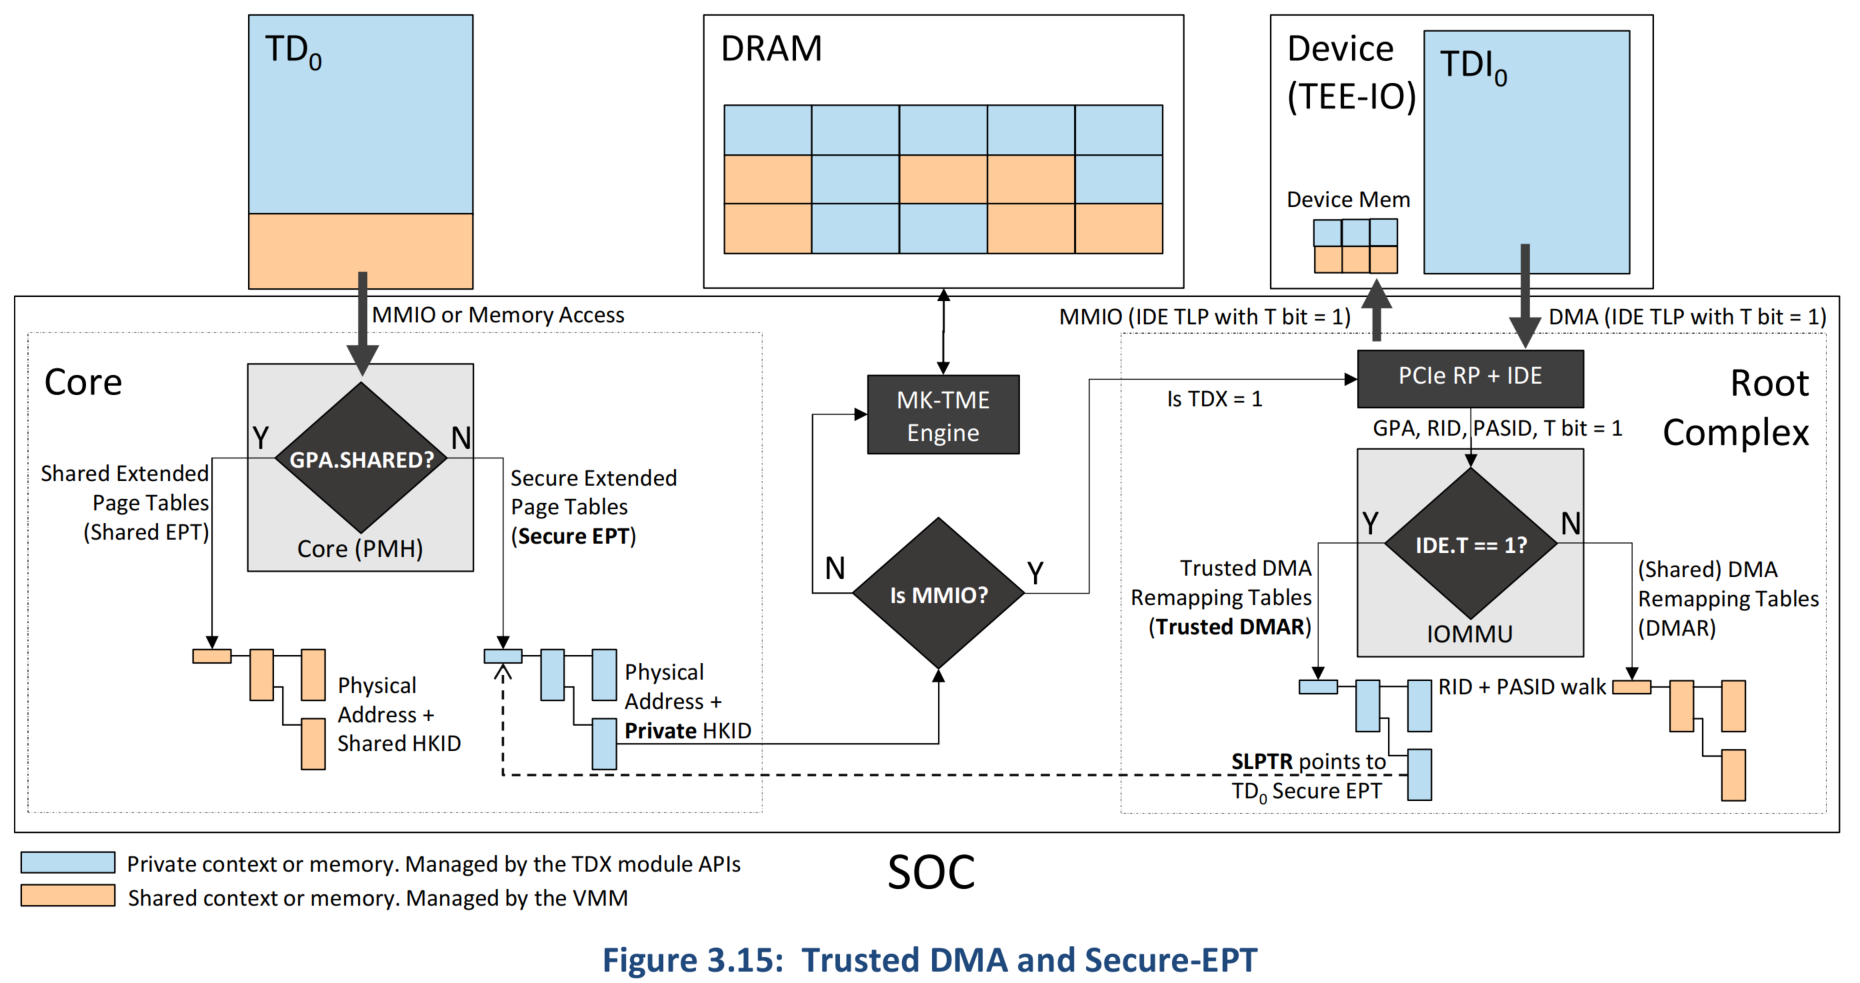 TD0
DRAM
Device
(TEE-IO)
TDI0
Device Mem
MMIO or Memory Access
MMIO (IDE TLP with T bit = 1)
DMA (IDE TLP with T bit = 1)
Core
GPA.SHARED?
Y
N
Core (PMH)
Shared Extended
Page Tables
(Shared EPT)
Secure Extended
Page Tables
(Secure EPT)
Physical
Address +
Shared HKID
Physical
Address +
Private HKID
MK-TME
Engine
Is MMIO?
N
Y
Is TDX = 1
PCIe RP + IDE
Root
Complex
GPA, RID, PASID, T bit = 1
IDE.T == 1?
Y
N
IOMMU
Trusted DMA
Remapping Tables
(Trusted DMAR)
(Shared) DMA
Remapping Tables
(DMAR)
RID + PASID walk
SLPTR points to
TD0 Secure EPT
SOC
Private context or memory. Managed by the TDX module APIs
Shared context or memory. Managed by the VMM
Figure 3.15: Trusted DMA and Secure-EPT